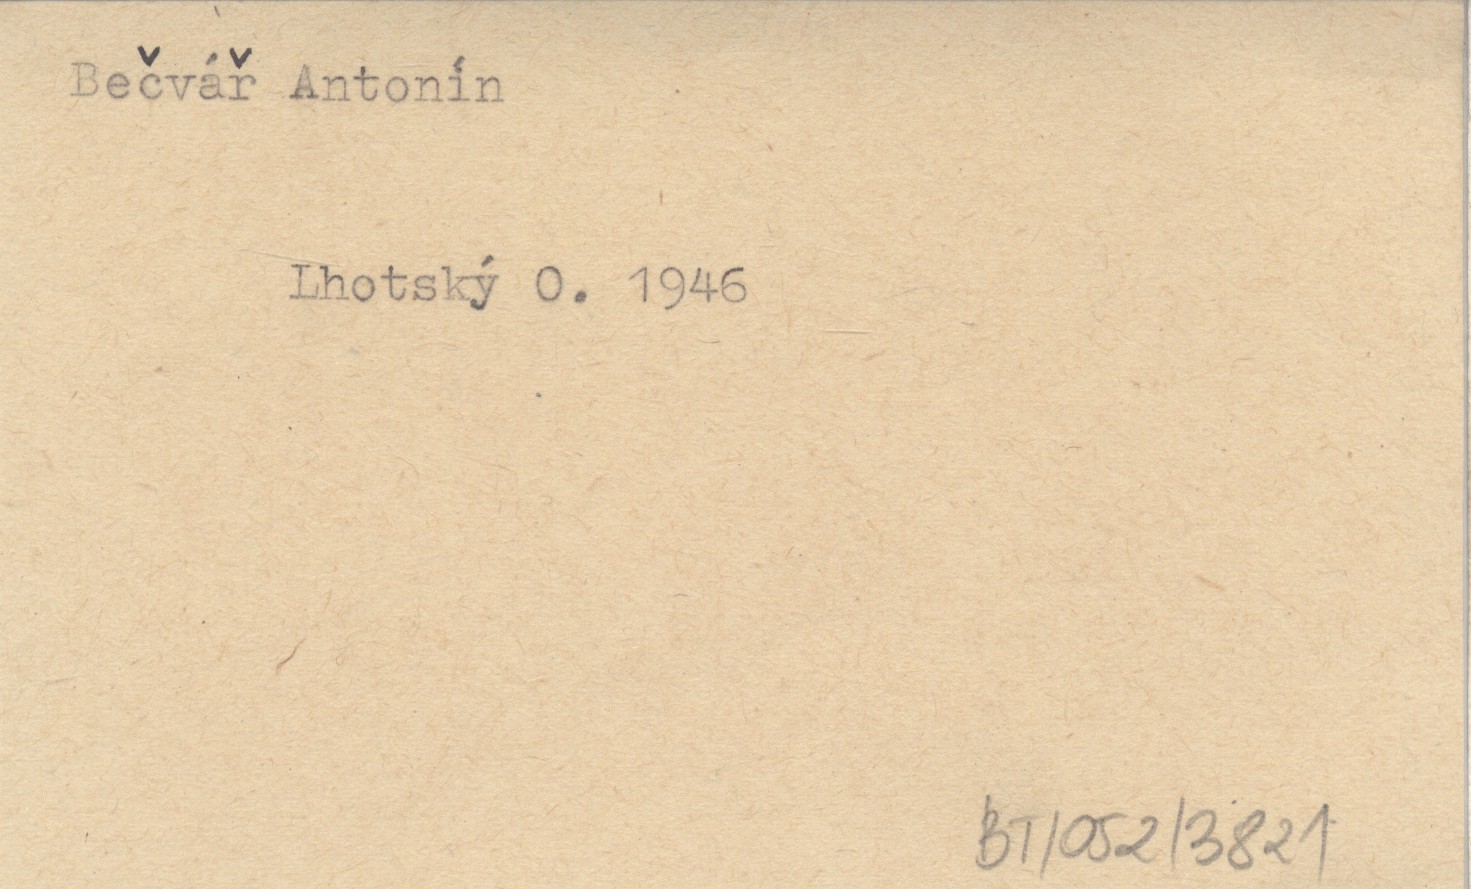 Bečvář Antonín
Lhotský O. 1946
BT/052/3821